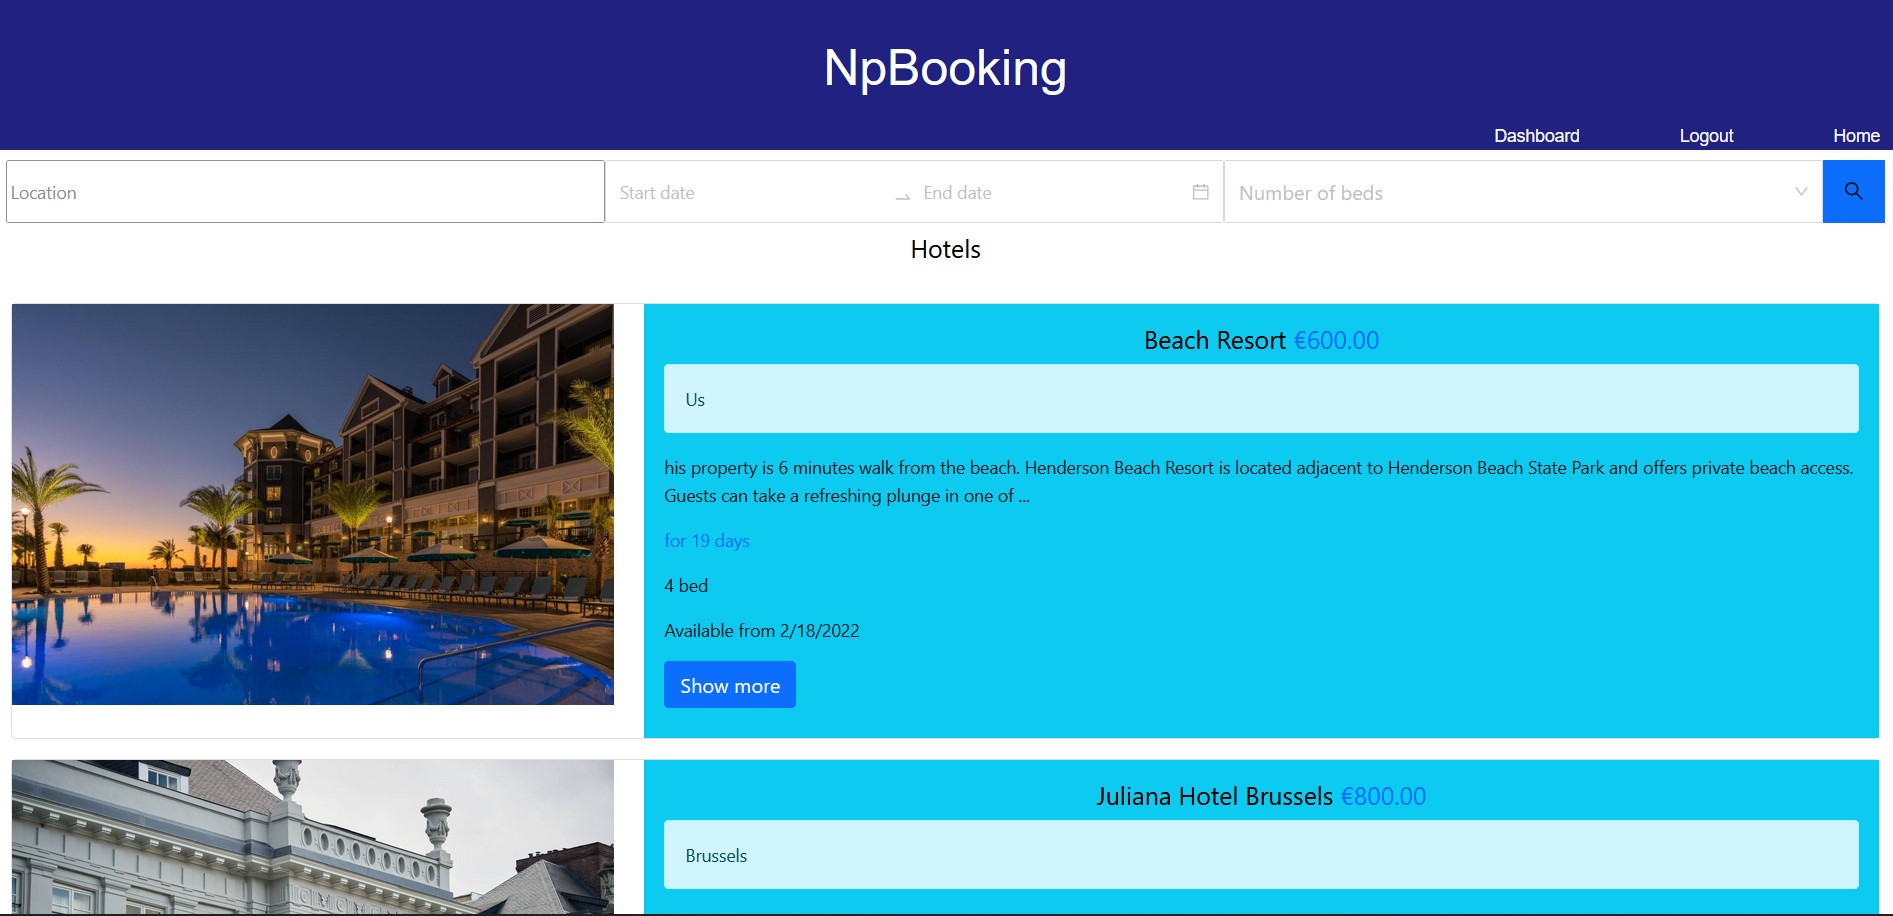 NpBooking
Dashboard
Logout
Home
Location
Start date
End date
Number of beds
Hotels
Beach Resort €600.00
Us
his property is 6 minutes walk from the beach. Henderson Beach Resort is located adjacent to Henderson Beach State Park and offers private beach access.
Guests can take a refreshing plunge in one of ...
for 19 days
4 bed
Available from 2/18/2022
Show more
Juliana Hotel Brussels €800.00
Brussels